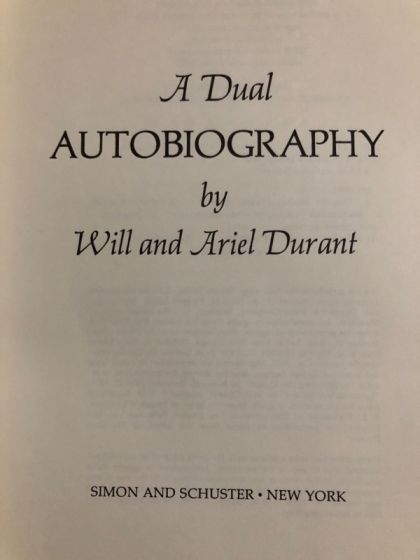 A Dual
AUTOBIOGRAPHY
by
Will and Ariel Durant
SIMON AND SCHUSTER • NEW YORK